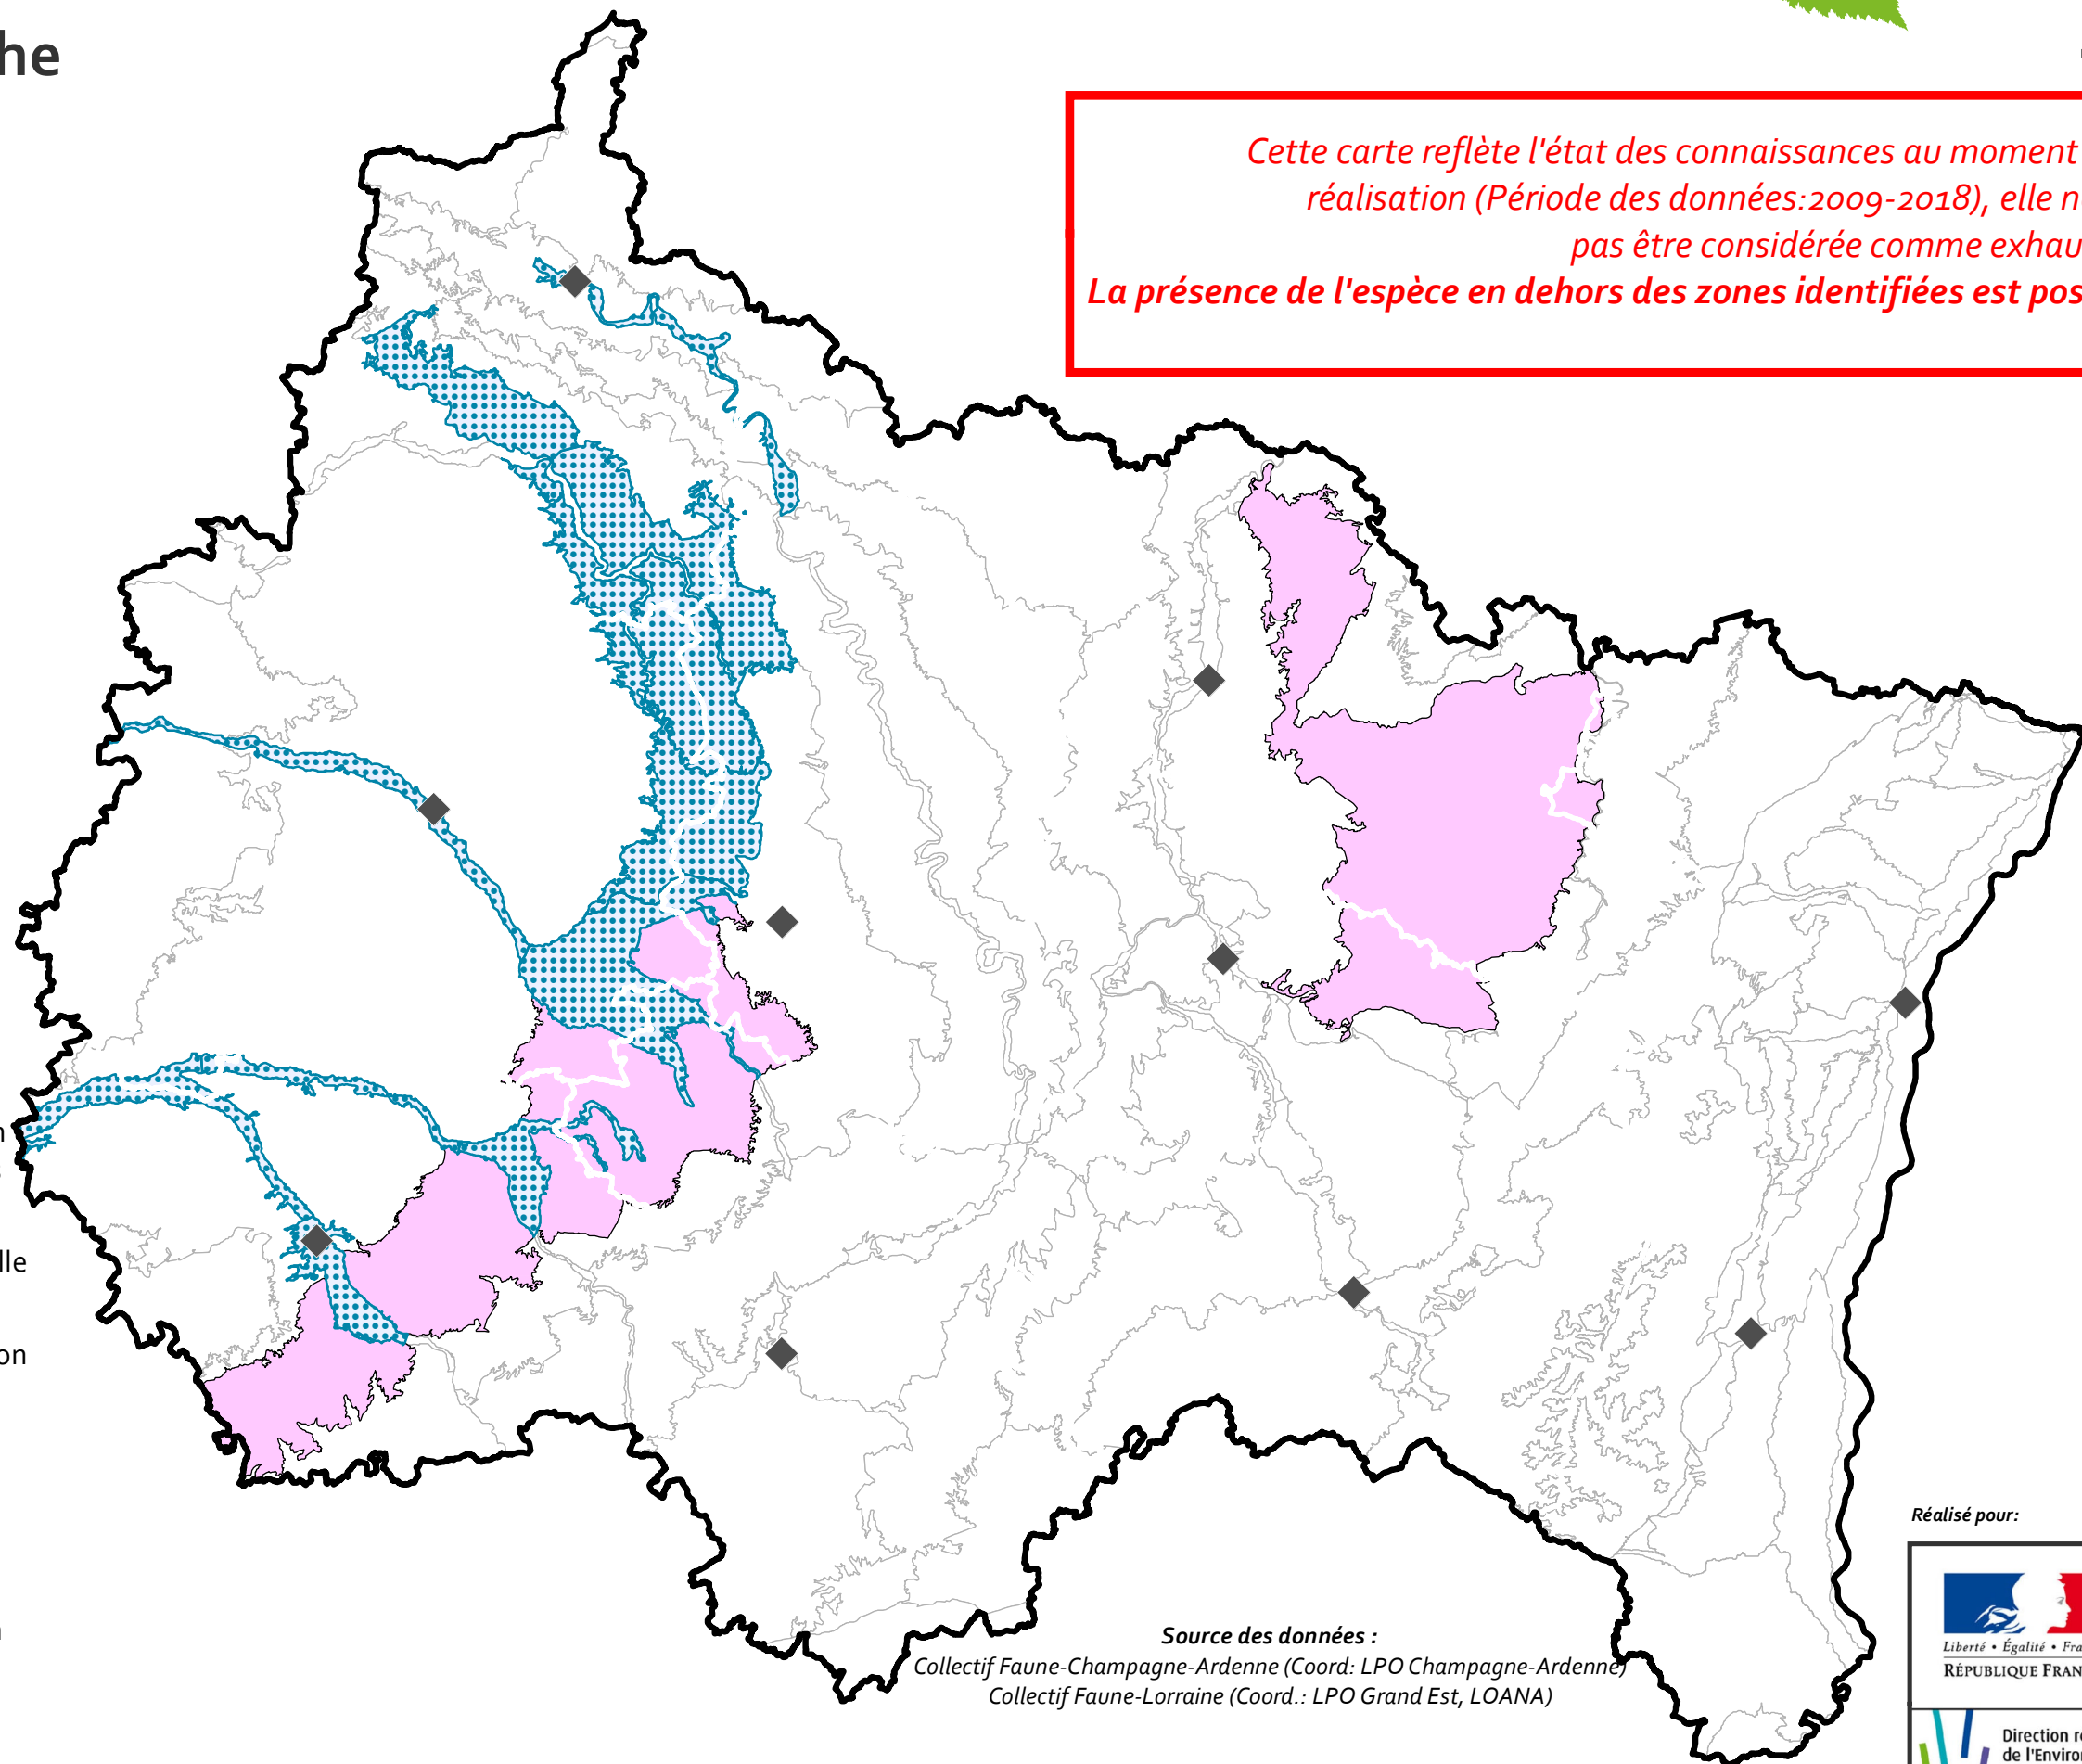 he
Cette carte reflète l'état des connaissances au moment
réalisation (Période des données:2009-2018), elle n
pas être considérée comme exhau
La présence de l'espèce en dehors des zones identifiées est pos
n
lle
on
Réalisé pour:
Liberté • Égalité • Fra
RÉPUBLIQUE FRAN
Direction r
de l'Enviror
Source des données :
Collectif Faune-Champagne-Ardenne (Coord: LPO Champagne-Ardenne)
Collectif Faune-Lorraine (Coord.: LPO Grand Est, LOANA)